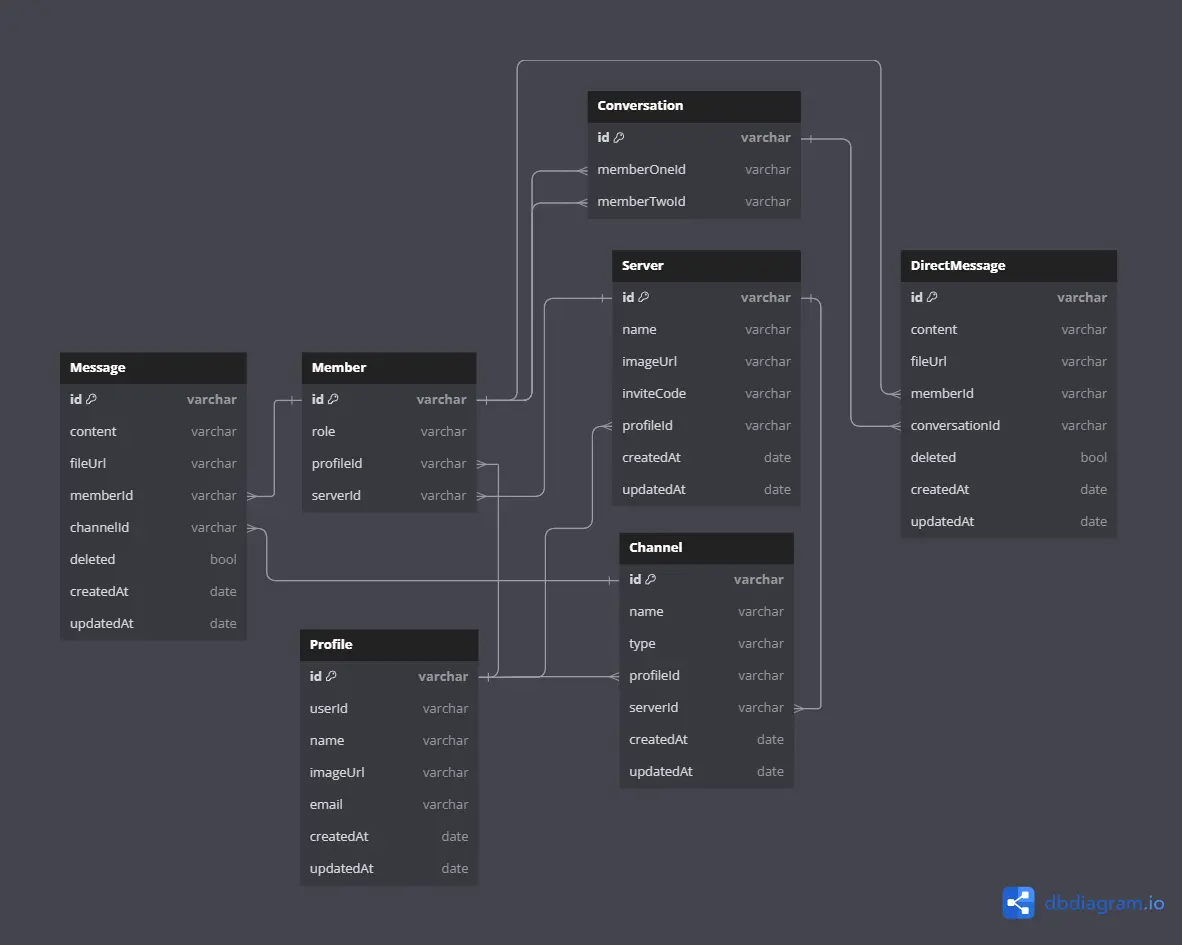 Conversation
id varchar
memberOneId varchar
memberTwoId varchar
Server
id varchar
name varchar
imageUrl varchar
inviteCode varchar
profileId varchar
createdAt date
updatedAt date
DirectMessage
id varchar
content varchar
fileUrl varchar
memberId varchar
conversationId varchar
deleted bool
createdAt date
updatedAt date
Message
id varchar
content varchar
fileUrl varchar
memberId varchar
channelId varchar
deleted bool
createdAt date
updatedAt date
Member
id varchar
role varchar
profileId varchar
serverId varchar
Channel
id varchar
name varchar
type varchar
profileId varchar
serverId varchar
createdAt date
updatedAt date
Profile
id varchar
userId varchar
name varchar
imageUrl varchar
email varchar
createdAt date
updatedAt date
dbdiagram.io